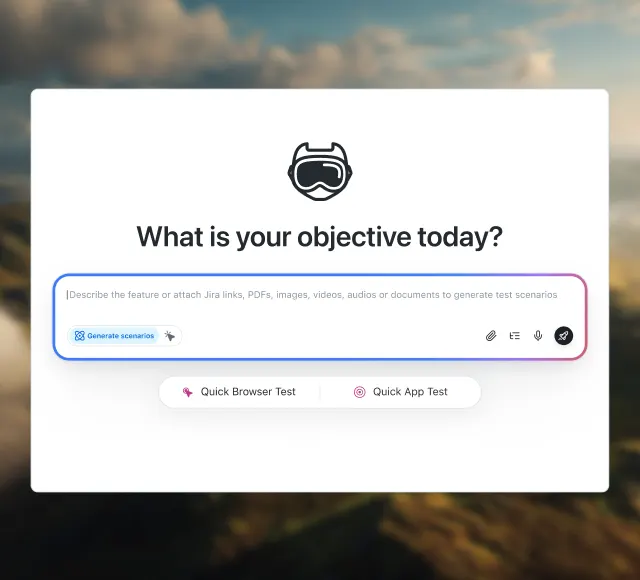 What is your objective today?
Describe the feature or attach Jira links, PDFs, images, videos, audios or documents to generate test scenarios
Generate scenarios
Quick Browser Test
Quick App Test